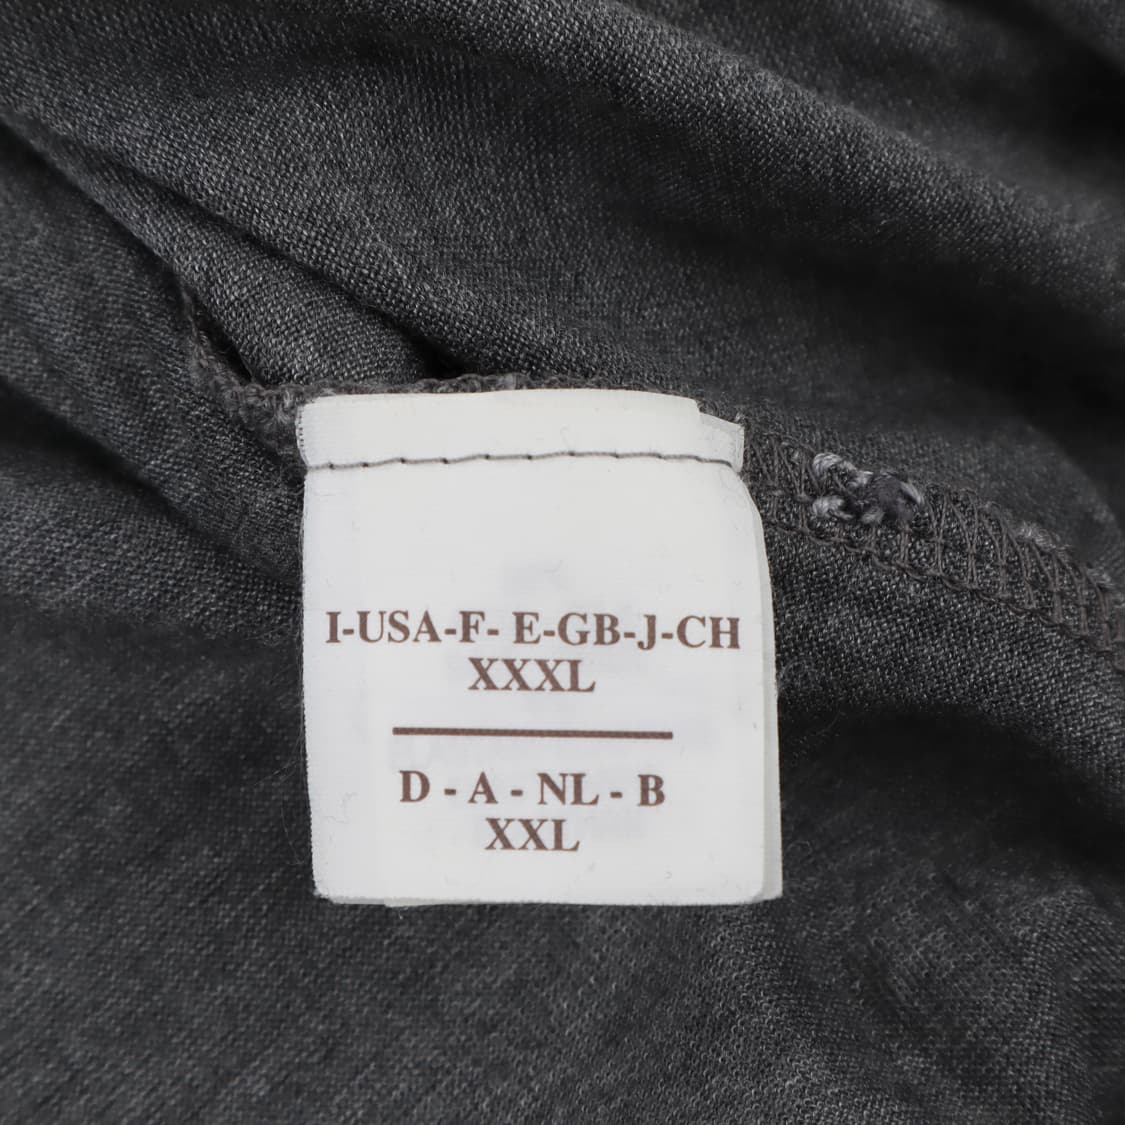 I-USA-F- E-GB-J-CH
XXXL
D - A - NL - B
XXL